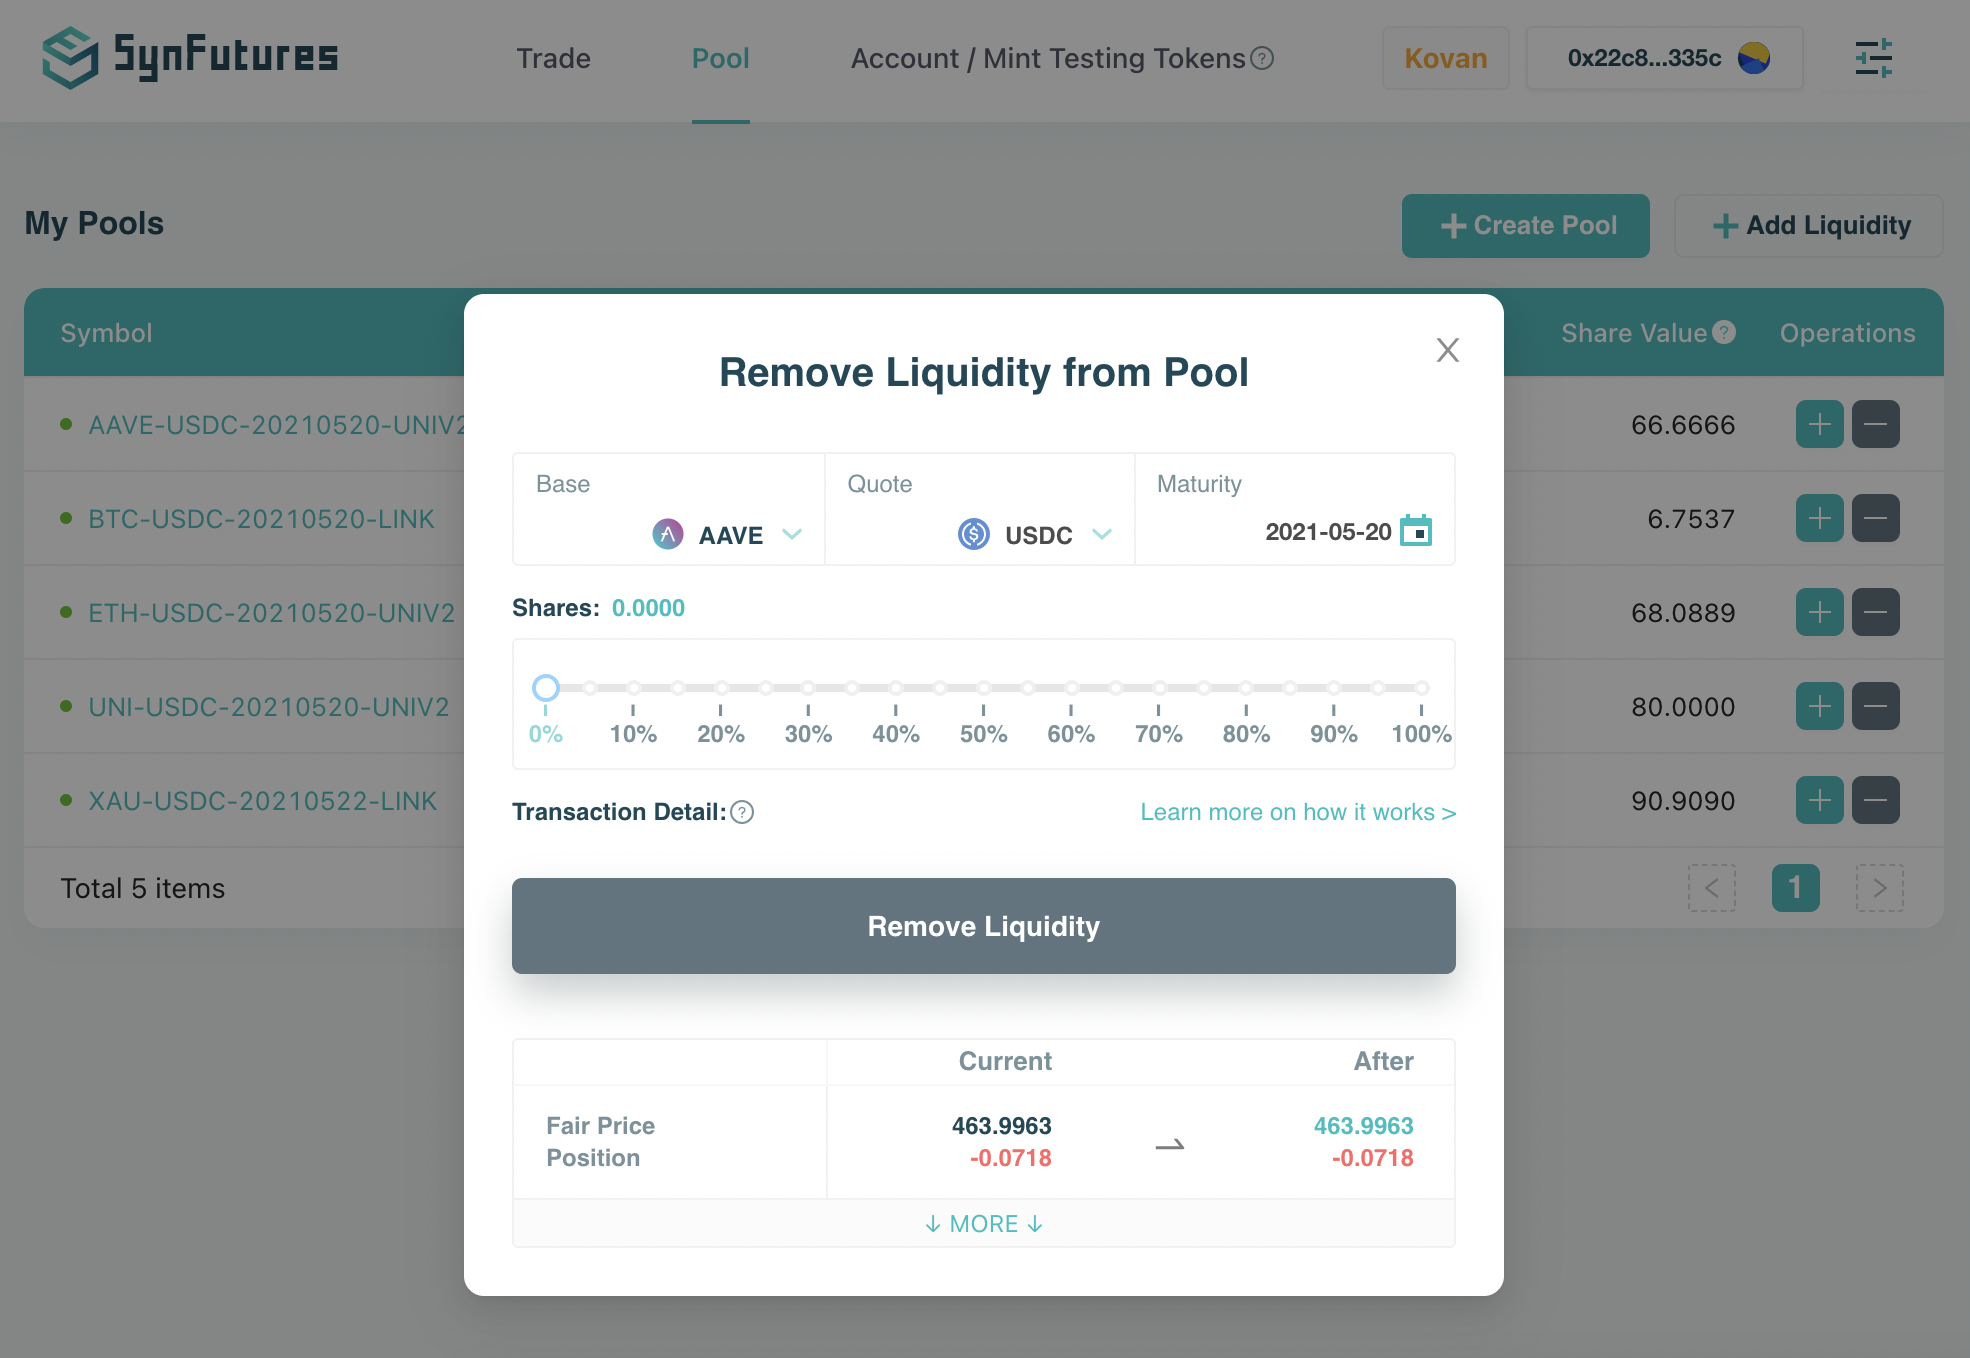 SynFutures
Trade
Pool
Account / Mint Testing Tokens
Kovan
0x22c8...335c
My Pools
Create Pool
Add Liquidity
Symbol
Share Value
Operations
AAVE-USDC-20210520-UNIV2
66.6666
BTC-USDC-20210520-LINK
6.7537
ETH-USDC-20210520-UNIV2
68.0889
UNI-USDC-20210520-UNIV2
80.0000
XAU-USDC-20210522-LINK
90.9090
Total 5 items
< 1 >
Remove Liquidity from Pool
X
Base
Quote
Maturity
AAVE
USDC
2021-05-20
Shares: 0.0000
0% 10% 20% 30% 40% 50% 60% 70% 80% 90% 100%
Transaction Detail:?
Learn more on how it works >
Remove Liquidity
Current
After
Fair Price
463.9963
463.9963
Position
-0.0718
-0.0718
↓ MORE ↓